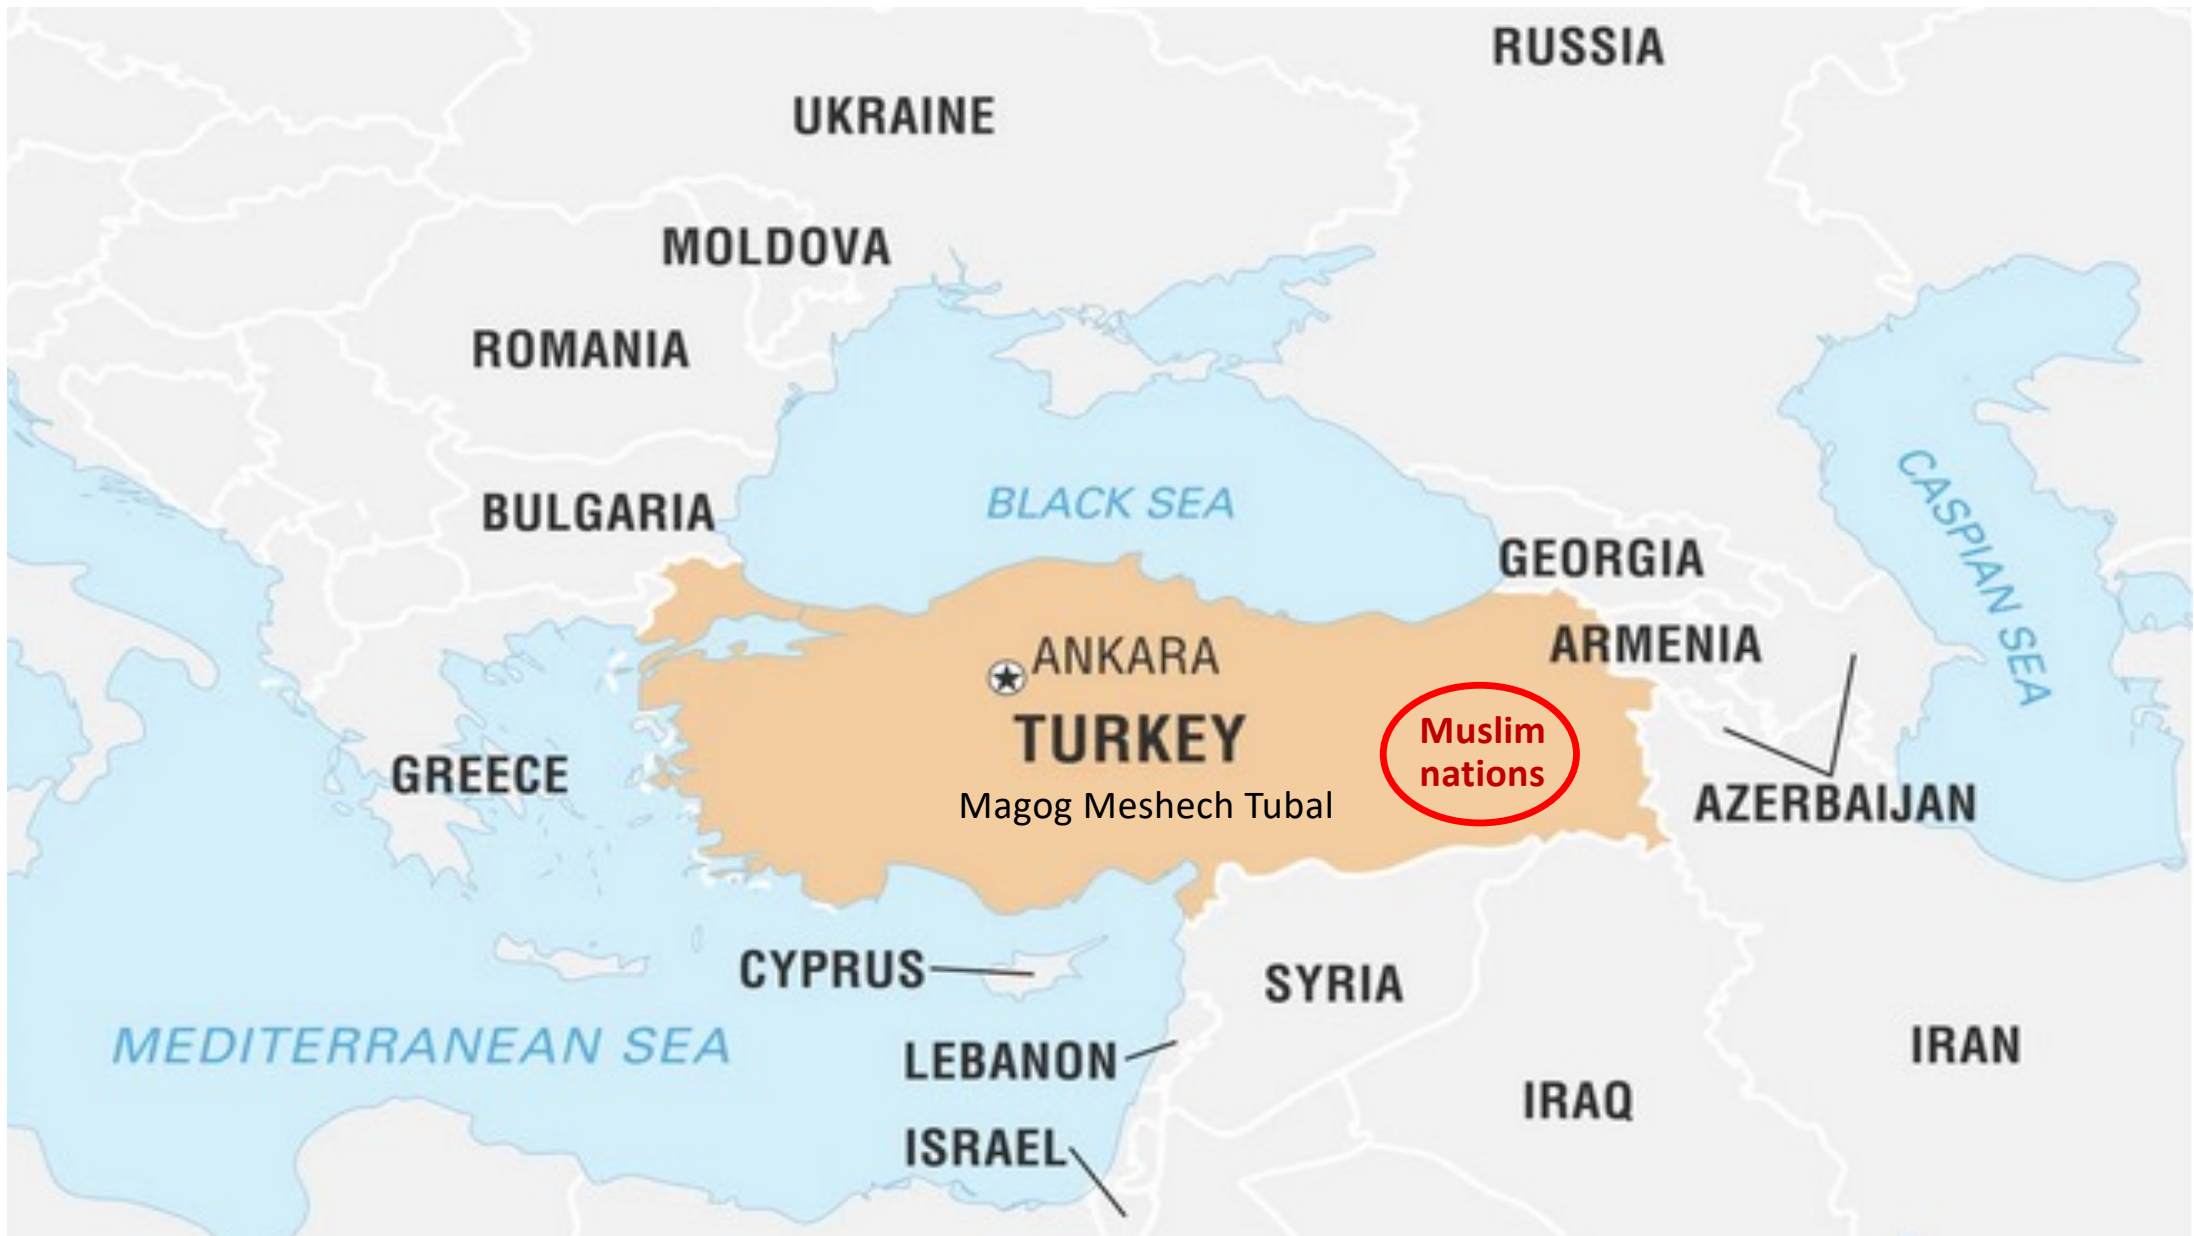 RUSSIA
UKRAINE
MOLDOVA
ROMANIA
CASPIAN SEA
BLACK SEA
BULGARIA
GEORGIA
ARMENIA
ANKARA
TURKEY
Muslim
nations
GREECE
Magog Meshech Tubal
AZERBAIJAN
CYPRUS
SYRIA
MEDITERRANEAN SEA
LEBANON
IRAN
IRAQ
ISRAEL